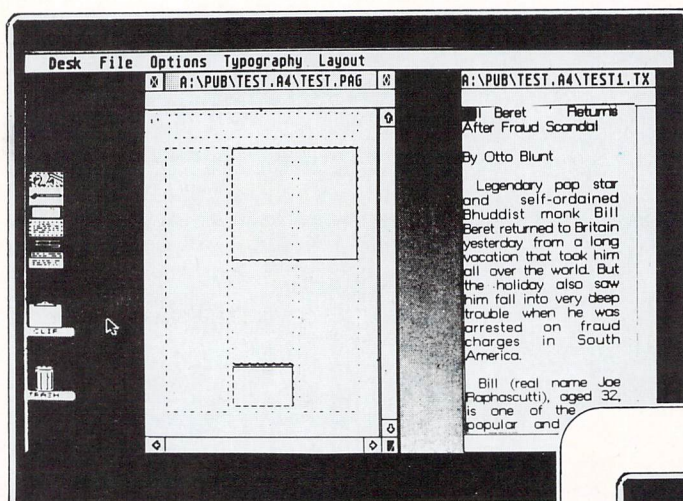 Desk File Options Typography Layout
A:\PUB\TEST.A4\TEST.PAG
A:\PUB\TEST.A4\TEST1.TX
Beret Returns
After Fraud Scandal
By Otto Blunt
Legendary pop star
and self-ordained
Bhuddist monk Bill
Beret returned to Britain
yesterday from a long
vacation that took him
all over the world. But
the holiday also saw
him fall into very deep
trouble when he was
arrested on fraud
charges in South
America.
Bill (real name Joe
Raphascutti), aged 32,
is one of the
popular and
CLIP
TRASH